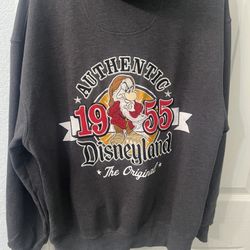 AUTHENTIC
1955
Disneyland
The Original